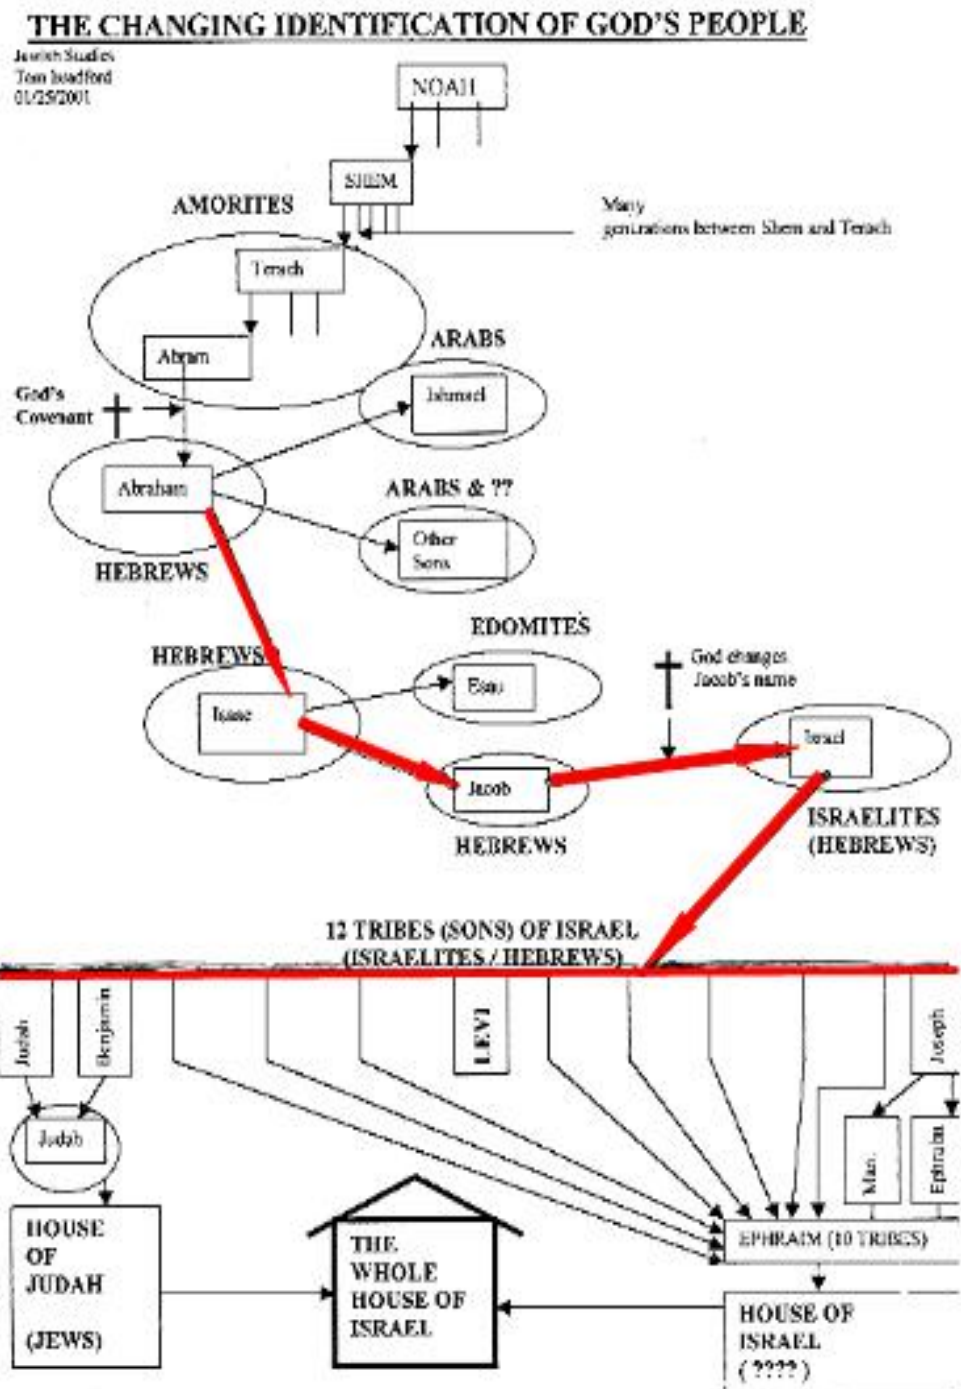 THE CHANGING IDENTIFICATION OF GOD'S PEOPLE
Jewish Studies
Tom Bradford
01/25/2001
NOAH
SHEM
AMORITES
Many
generations between Shem and Terach
Terach
ARABS
Abram
God's
Covenant
Ishmael
Abraham
ARABS & ??
Other
Sons
HEBREWS
EDOMITES
HEBREWS
God changes
Jacob's name
Esau
Isaac
Israel
Jacob
ISRAELITES
(HEBREWS)
HEBREWS
12 TRIBES (SONS) OF ISRAEL
(ISRAELITES / HEBREWS)
Judah
Benjamin
LEVI
Joseph
Judah
Man.
Ephraim
HOUSE
OF
JUDAH
(JEWS)
THE
WHOLE
HOUSE OF
ISRAEL
EPHRAIM (10 TRIBES)
HOUSE OF
ISRAEL
(????)